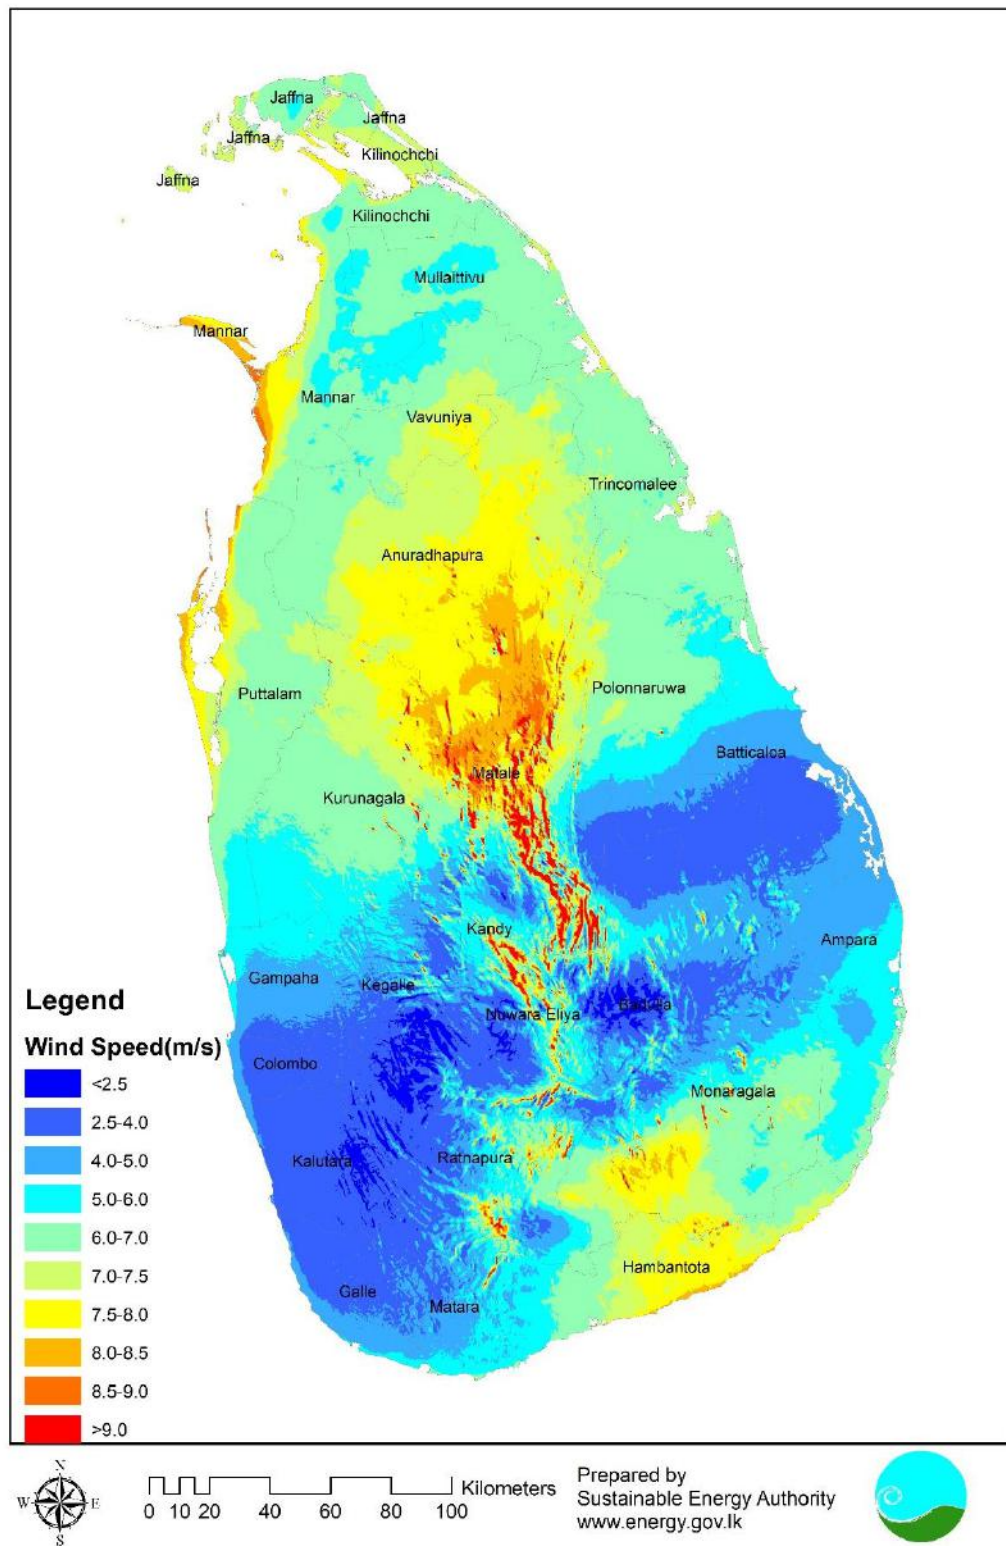 Jaffna
Jaffna
Jaffna
Kilinochchi
Jaffna
Kilinochchi
Mullaittivu
Mannar
Mannar
Vavuniya
Trincomalee
Anuradhapura
Polonnaruwa
Puttalam
Batticaloa
Matale
Kurunagala
Kandy
Ampara
Gampaha
Kegalle
Badulla
Nuwara Eliya
Colombo
Monaragala
Kalutara
Ratnapura
Hambantota
Galle
Matara
Legend
Wind Speed(m/s)
<2.5
2.5-4.0
4.0-5.0
5.0-6.0
6.0-7.0
7.0-7.5
7.5-8.0
8.0-8.5
8.5-9.0
>9.0
N
W E
S
Kilometers
0 10 20 40 60 80 100
Prepared by
Sustainable Energy Authority
www.energy.gov.lk